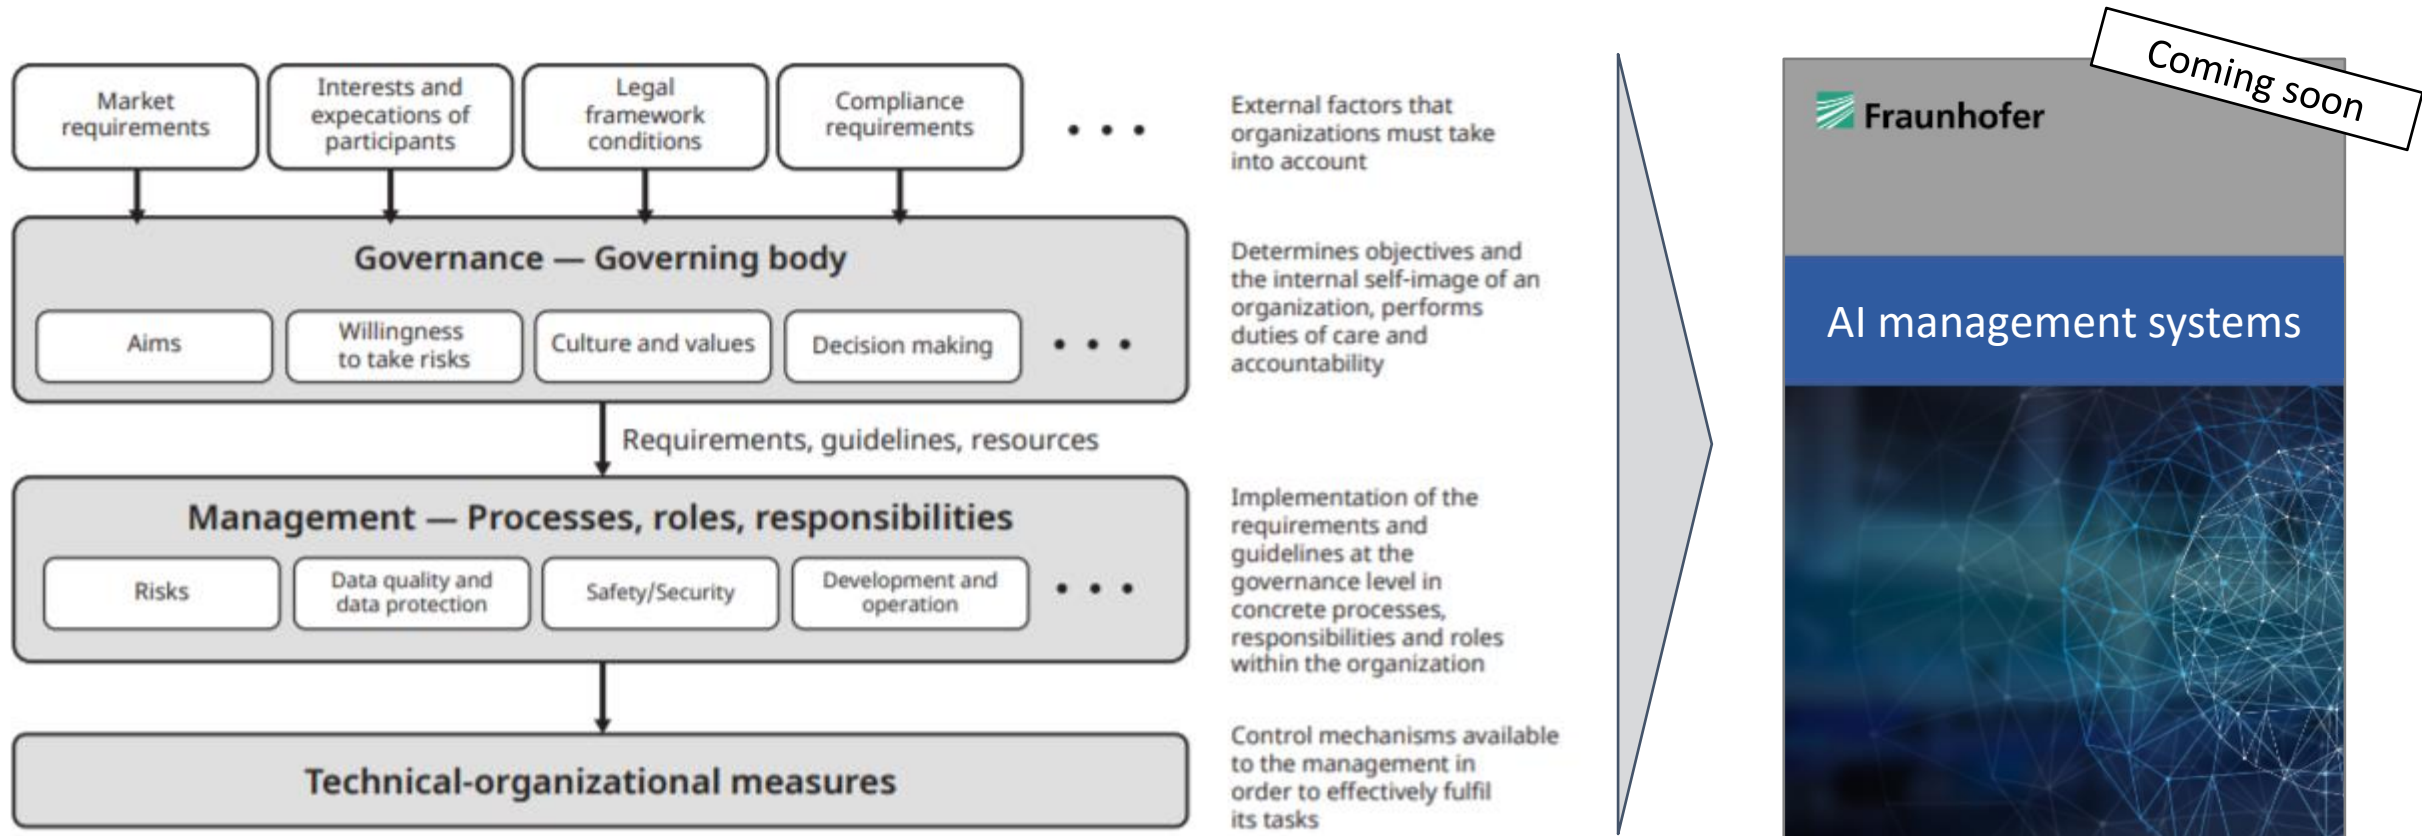 Market
requirements
Interests and
expecations of
participants
Legal
framework
conditions
Compliance
requirements
• • •
External factors that
organizations must take
into account
Governance — Governing body
Aims
Willingness
to take risks
Culture and values
Decision making
• • •
Determines objectives and
the internal self-image of an
organization, performs
duties of care and
accountability
Requirements, guidelines, resources
Management — Processes, roles, responsibilities
Risks
Data quality and
data protection
Safety/Security
Development and
operation
• • •
Implementation of the
requirements and
guidelines at the
governance level in
concrete processes,
responsibilities and roles
within the organization
Technical-organizational measures
Control mechanisms available
to the management in
order to effectively fulfil
its tasks
Coming soon
Fraunhofer
AI management systems